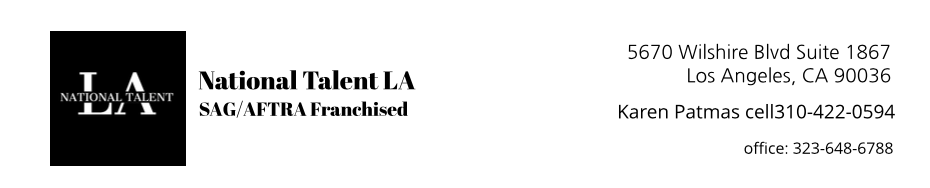 LA
NATIONAL TALENT
National Talent LA
SAG/AFTRA Franchised
5670 Wilshire Blvd Suite 1867
Los Angeles, CA 90036
Karen Patmas cell310-422-0594
office: 323-648-6788